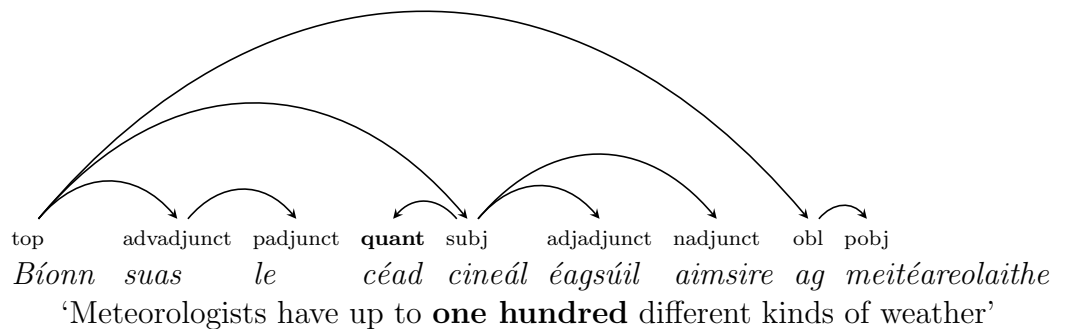 top advadjunct padjunct quant subj adjadjunct nadjunct obl pobj
Bíonn suas le céad cineál éagsúil aimsire ag meitéareolaithe
‘Meteorologists have up to one hundred different kinds of weather’